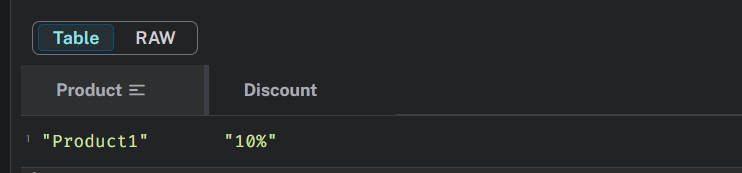 Table RAW
Product Discount
1 "Product1" "10%"